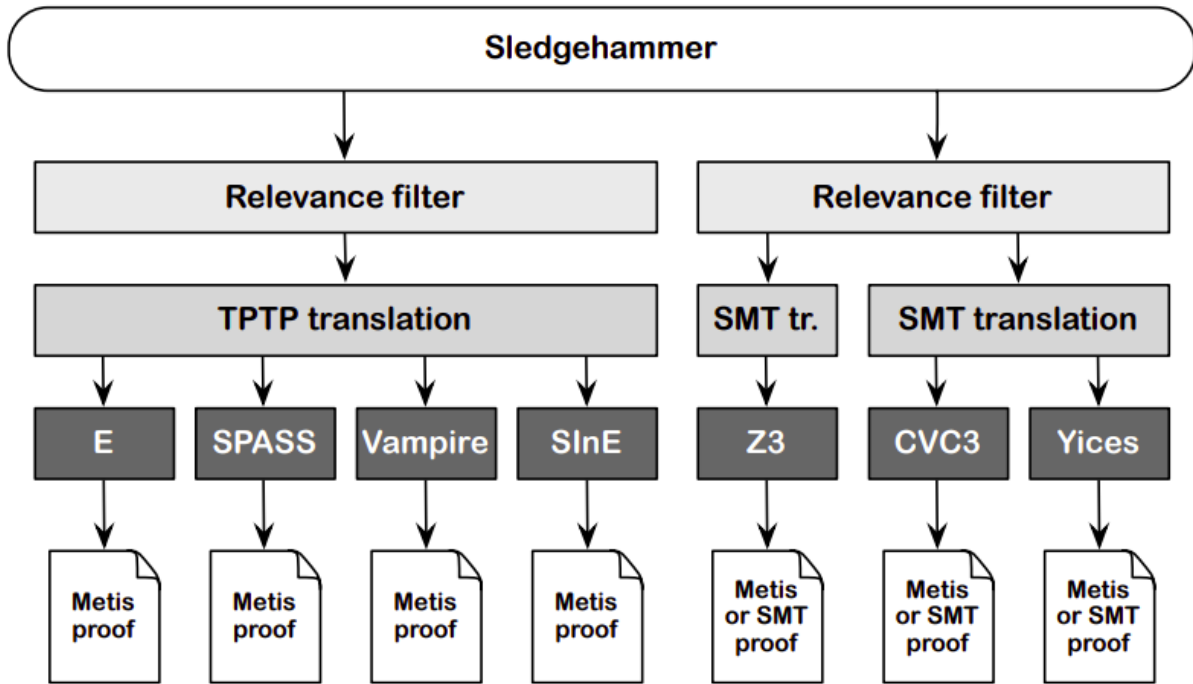 Sledgehammer
Relevance filter
Relevance filter
TPTP translation
SMT tr.
SMT translation
E
SPASS
Vampire
SInE
Z3
CVC3
Yices
Metis
proof
Metis
proof
Metis
proof
Metis
proof
Metis
or SMT
proof
Metis
or SMT
proof
Metis
or SMT
proof